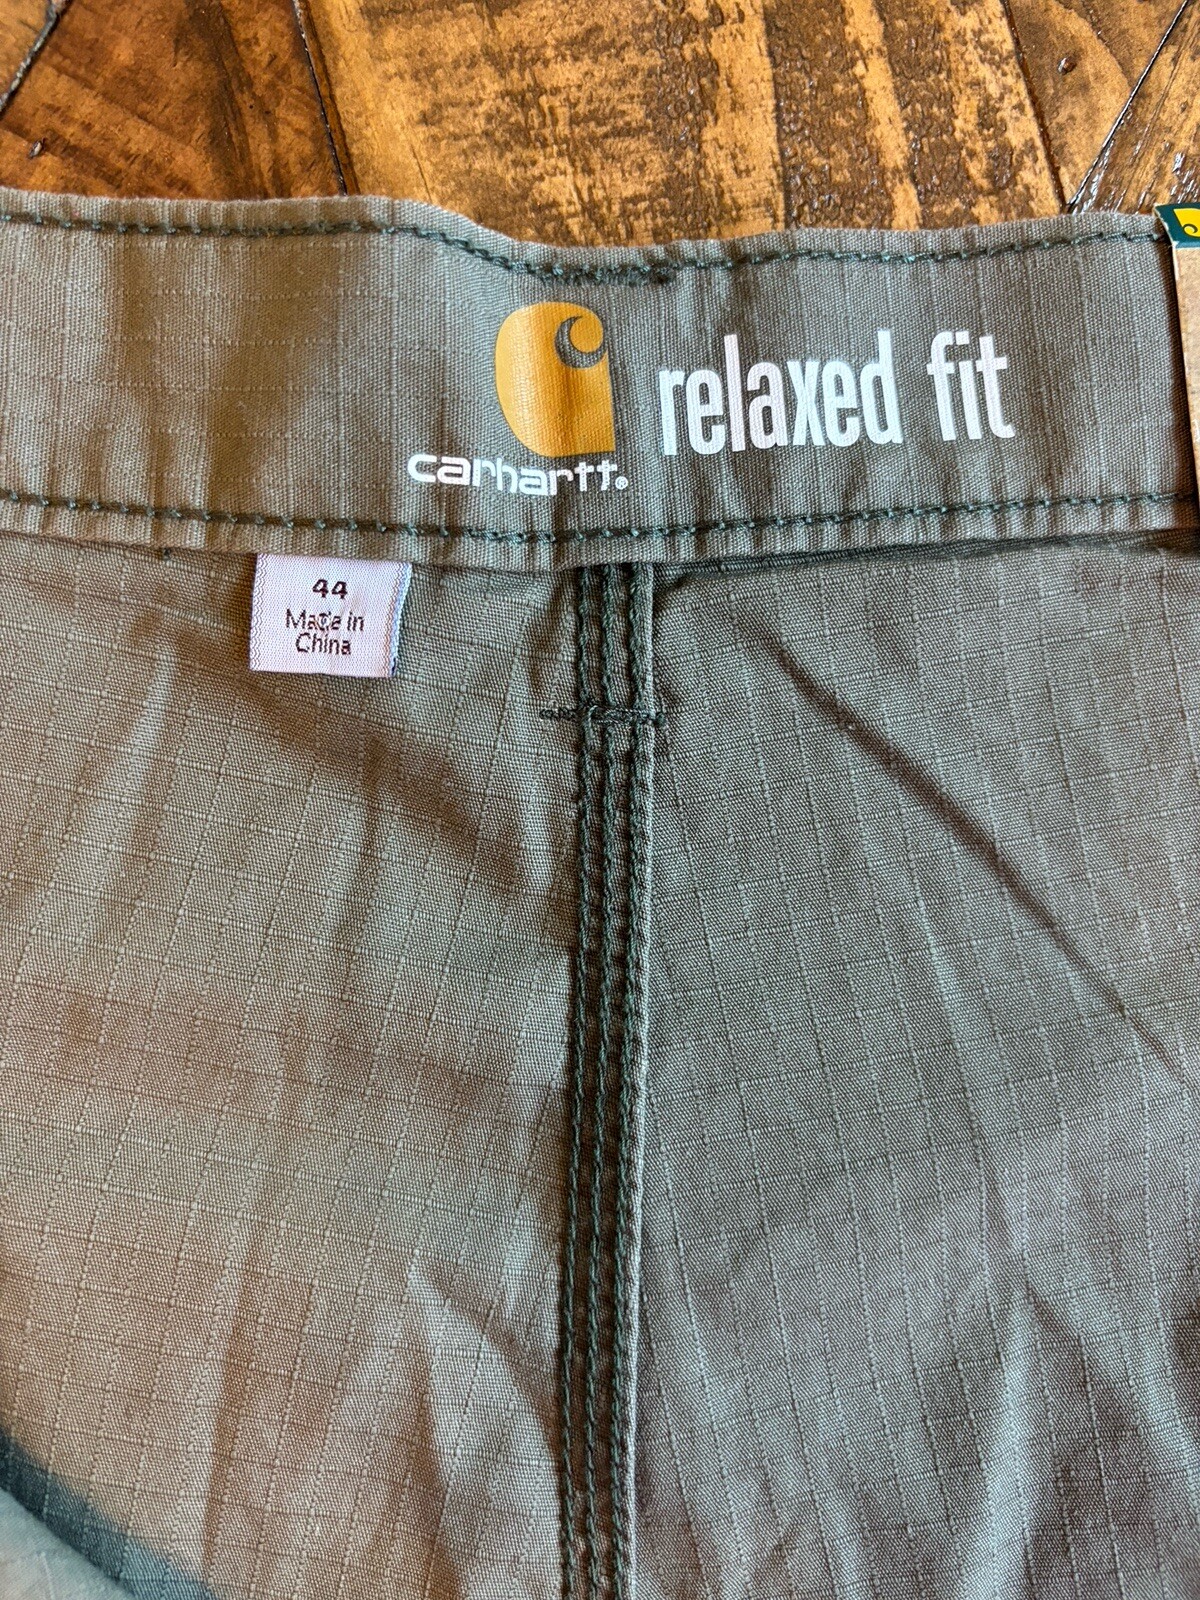 relaxed fit
carhartt®
44
Made in
China